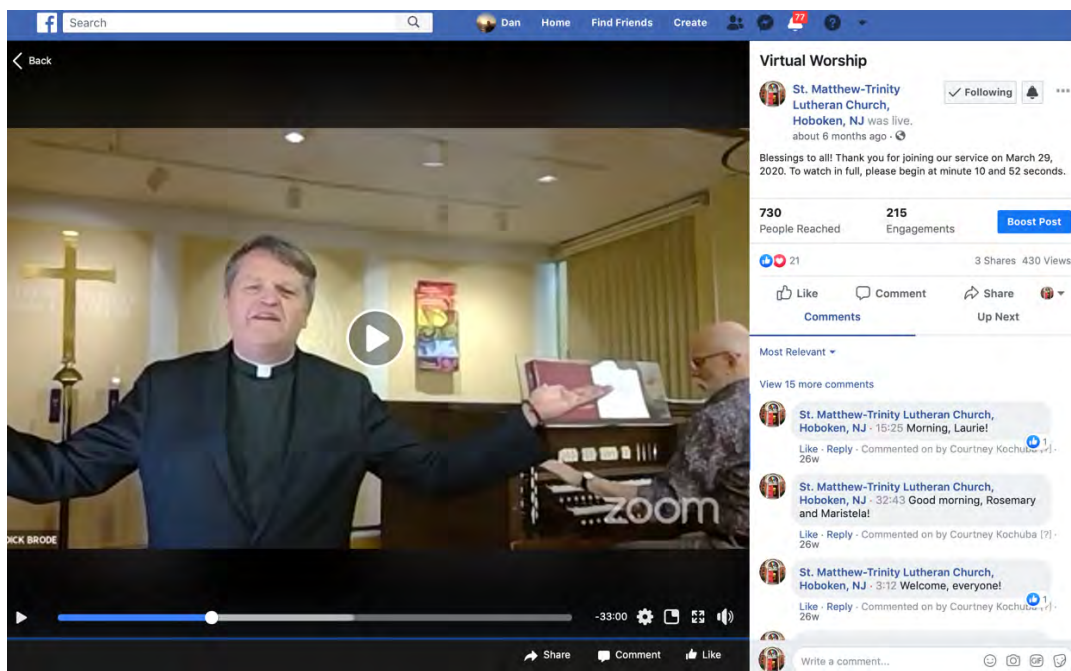 f Search Dan Home Find Friends Create 77
Back
DICK BRODE
zoom
-33:00
Share Comment Like
Virtual Worship
St. Matthew-Trinity
Lutheran Church,
Hoboken, NJ was live.
Following
about 6 months ago ·
Blessings to all! Thank you for joining our service on March 29,
2020. To watch in full, please begin at minute 10 and 52 seconds.
730 215
People Reached Engagements
Boost Post
21 3 Shares 430 Views
Like Comment Share
Comments Up Next
Most Relevant
View 15 more comments
St. Matthew-Trinity Lutheran Church,
Hoboken, NJ · 15:25 Morning, Laurie!
1
Like · Reply · Commented on by Courtney Kochuba [?] ·
26w
St. Matthew-Trinity Lutheran Church,
Hoboken, NJ · 32:43 Good morning, Rosemary
and Maristela!
Like · Reply · Commented on by Courtney Kochuba [?] ·
26w
St. Matthew-Trinity Lutheran Church,
Hoboken, NJ · 3:12 Welcome, everyone!
1
Like · Reply · Commented on by Courtney Kochuba [?] ·
26w
Write a comment...
GIF